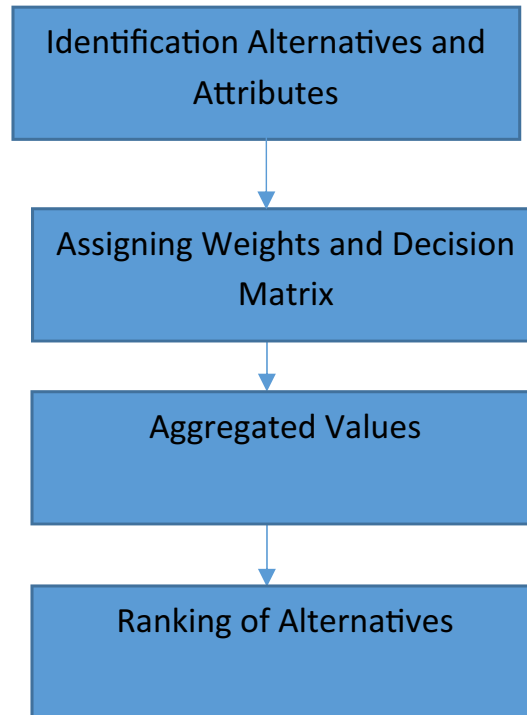 Identification Alternatives and
Attributes
Assigning Weights and Decision
Matrix
Aggregated Values
Ranking of Alternatives